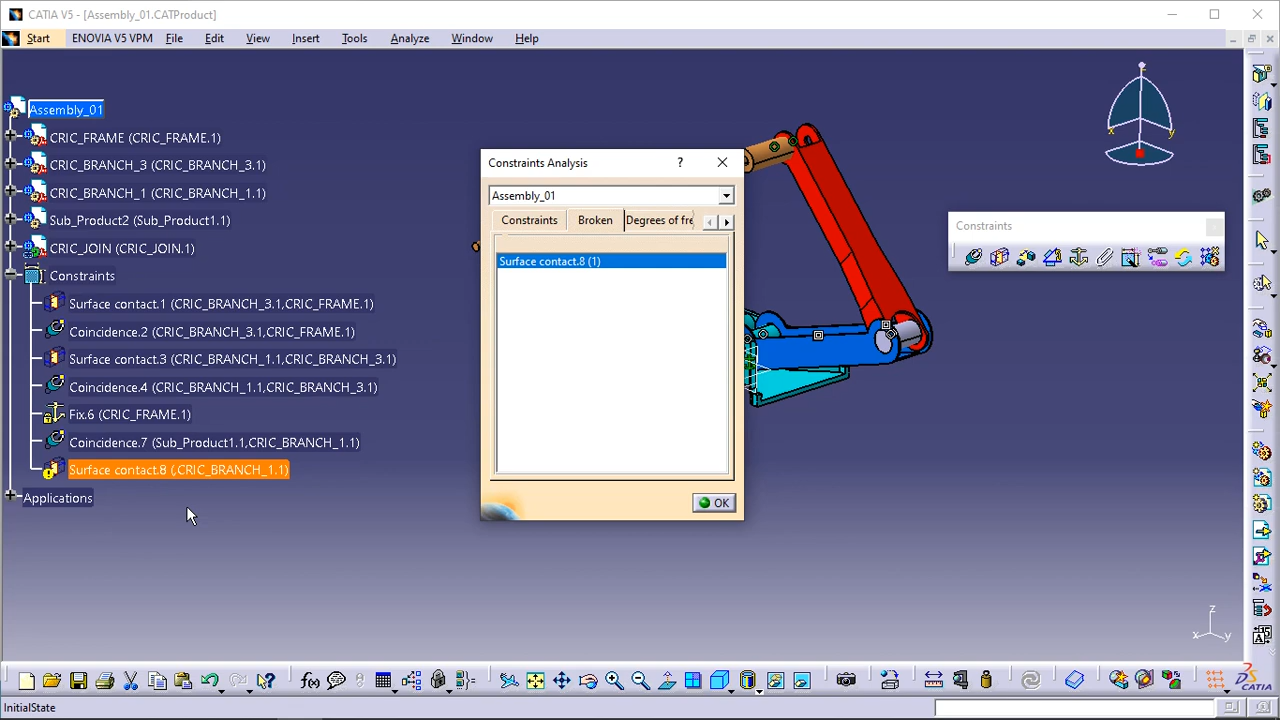 CATIA V5 - [Assembly_01.CATProduct]
Start ENOVIA V5 VPM File Edit View Insert Tools Analyze Window Help
Assembly_01
CRIC_FRAME (CRIC_FRAME.1)
CRIC_BRANCH_3 (CRIC_BRANCH_3.1)
CRIC_BRANCH_1 (CRIC_BRANCH_1.1)
Sub_Product2 (Sub_Product1.1)
CRIC_JOIN (CRIC_JOIN.1)
Constraints
Surface contact.1 (CRIC_BRANCH_3.1,CRIC_FRAME.1)
Coincidence.2 (CRIC_BRANCH_3.1,CRIC_FRAME.1)
Surface contact.3 (CRIC_BRANCH_1.1,CRIC_BRANCH_3.1)
Coincidence.4 (CRIC_BRANCH_1.1,CRIC_BRANCH_3.1)
Fix.6 (CRIC_FRAME.1)
Coincidence.7 (Sub_Product1.1,CRIC_BRANCH_1.1)
Surface contact.8 (,CRIC_BRANCH_1.1)
Applications
Constraints Analysis ?
Assembly_01
Constraints Broken Degrees of fre
Surface contact.8 (1)
OK
Constraints
z
x y
f(x)
CATIA
InitialState